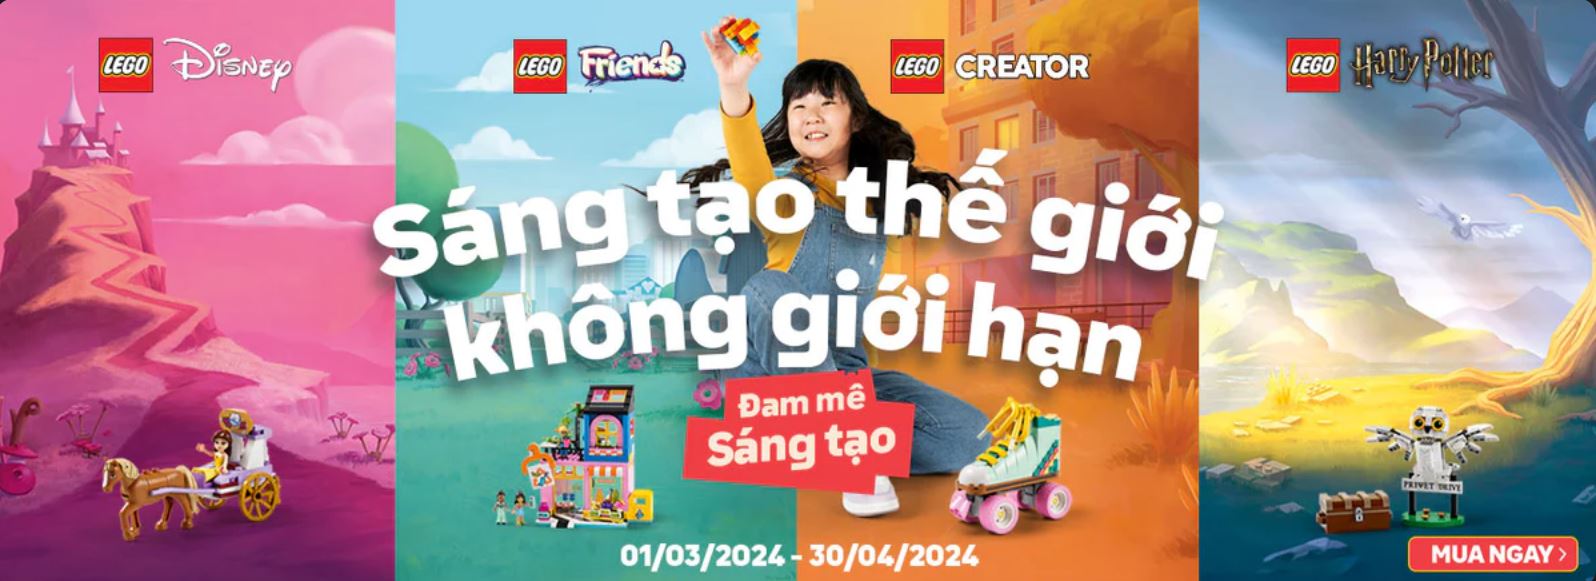 LEGO Disney
LEGO Friends
LEGO CREATOR
LEGO Harry Potter
Sáng tạo thế giới
không giới hạn
Đam mê
Sáng tạo
PRIVET DRIVE
01/03/2024 - 30/04/2024
MUA NGAY >